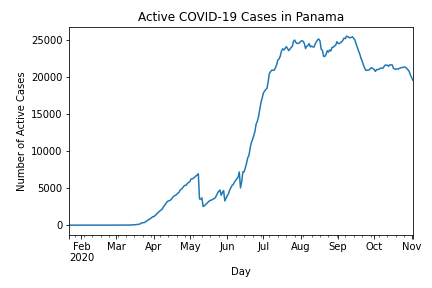 Active COVID-19 Cases in Panama
Number of Active Cases
25000
20000
15000
10000
5000
0
Feb Mar Apr May Jun Jul Aug Sep Oct Nov
2020
Day